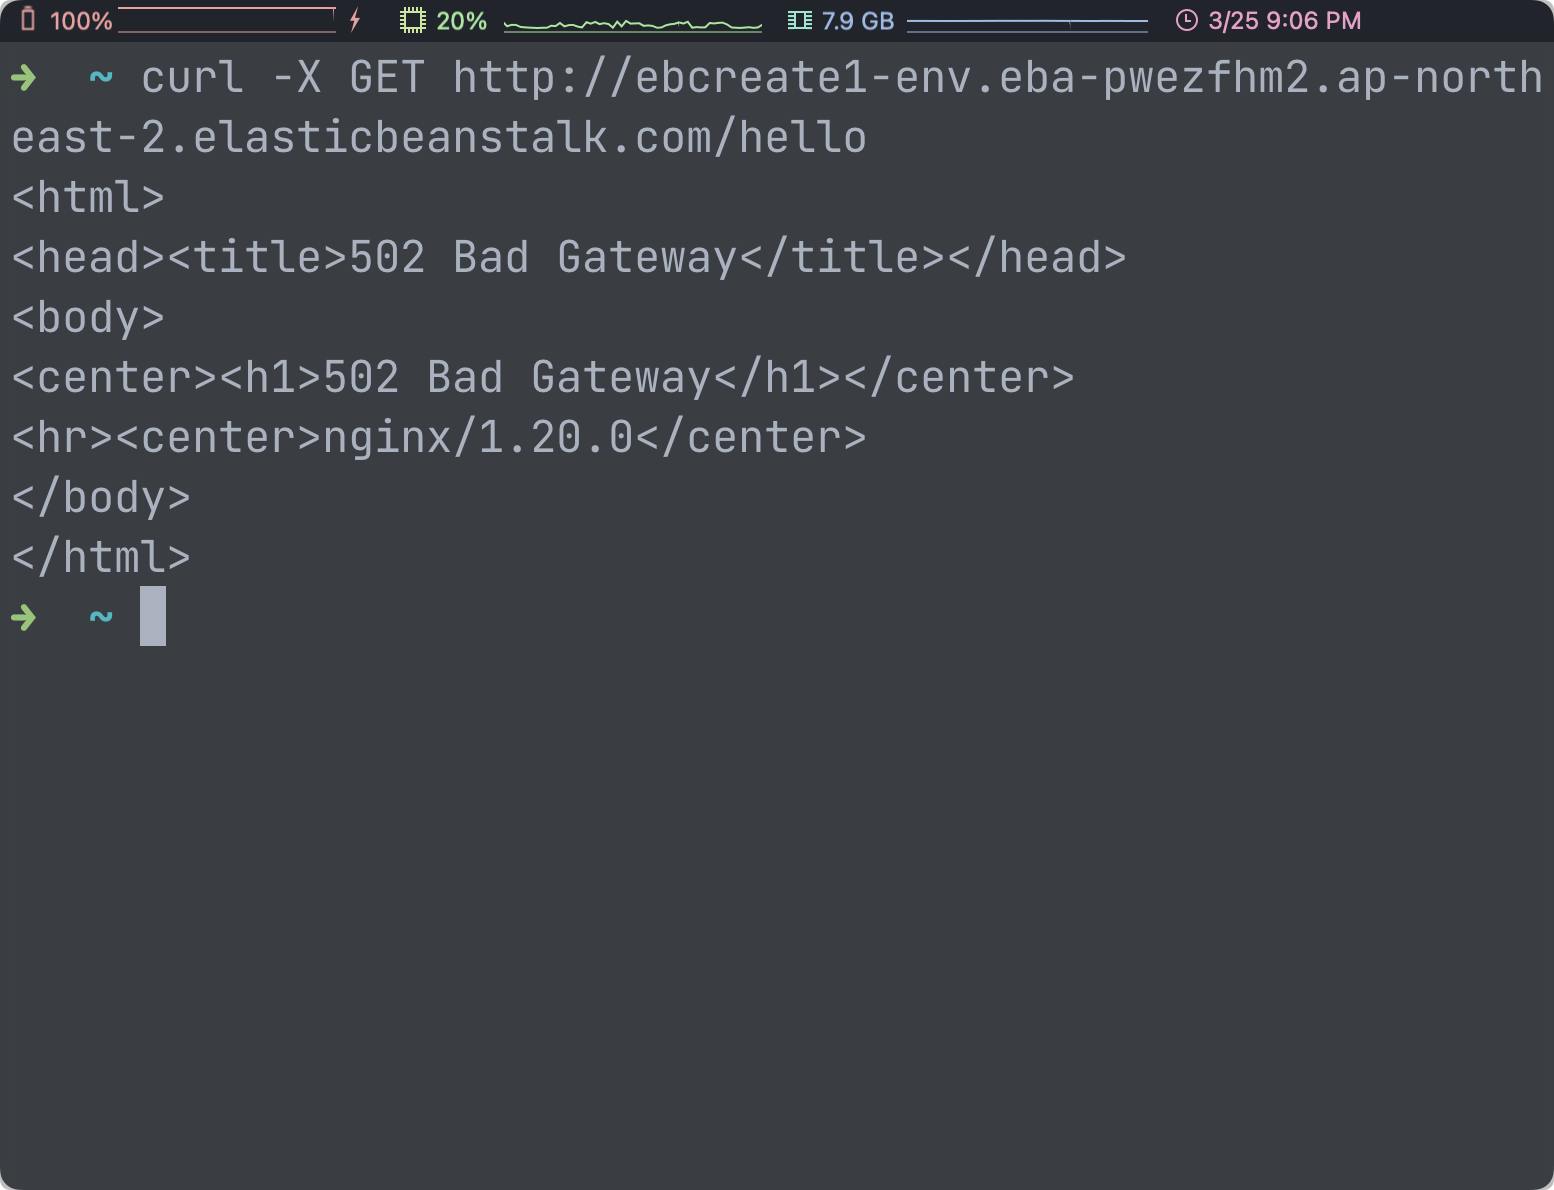 100% 20% 7.9 GB 3/25 9:06 PM
➜ ~ curl -X GET http://ebcreate1-env.eba-pwezfhm2.ap-north
east-2.elasticbeanstalk.com/hello
<html>
<head><title>502 Bad Gateway</title></head>
<body>
<center><h1>502 Bad Gateway</h1></center>
<hr><center>nginx/1.20.0</center>
</body>
</html>
➜ ~